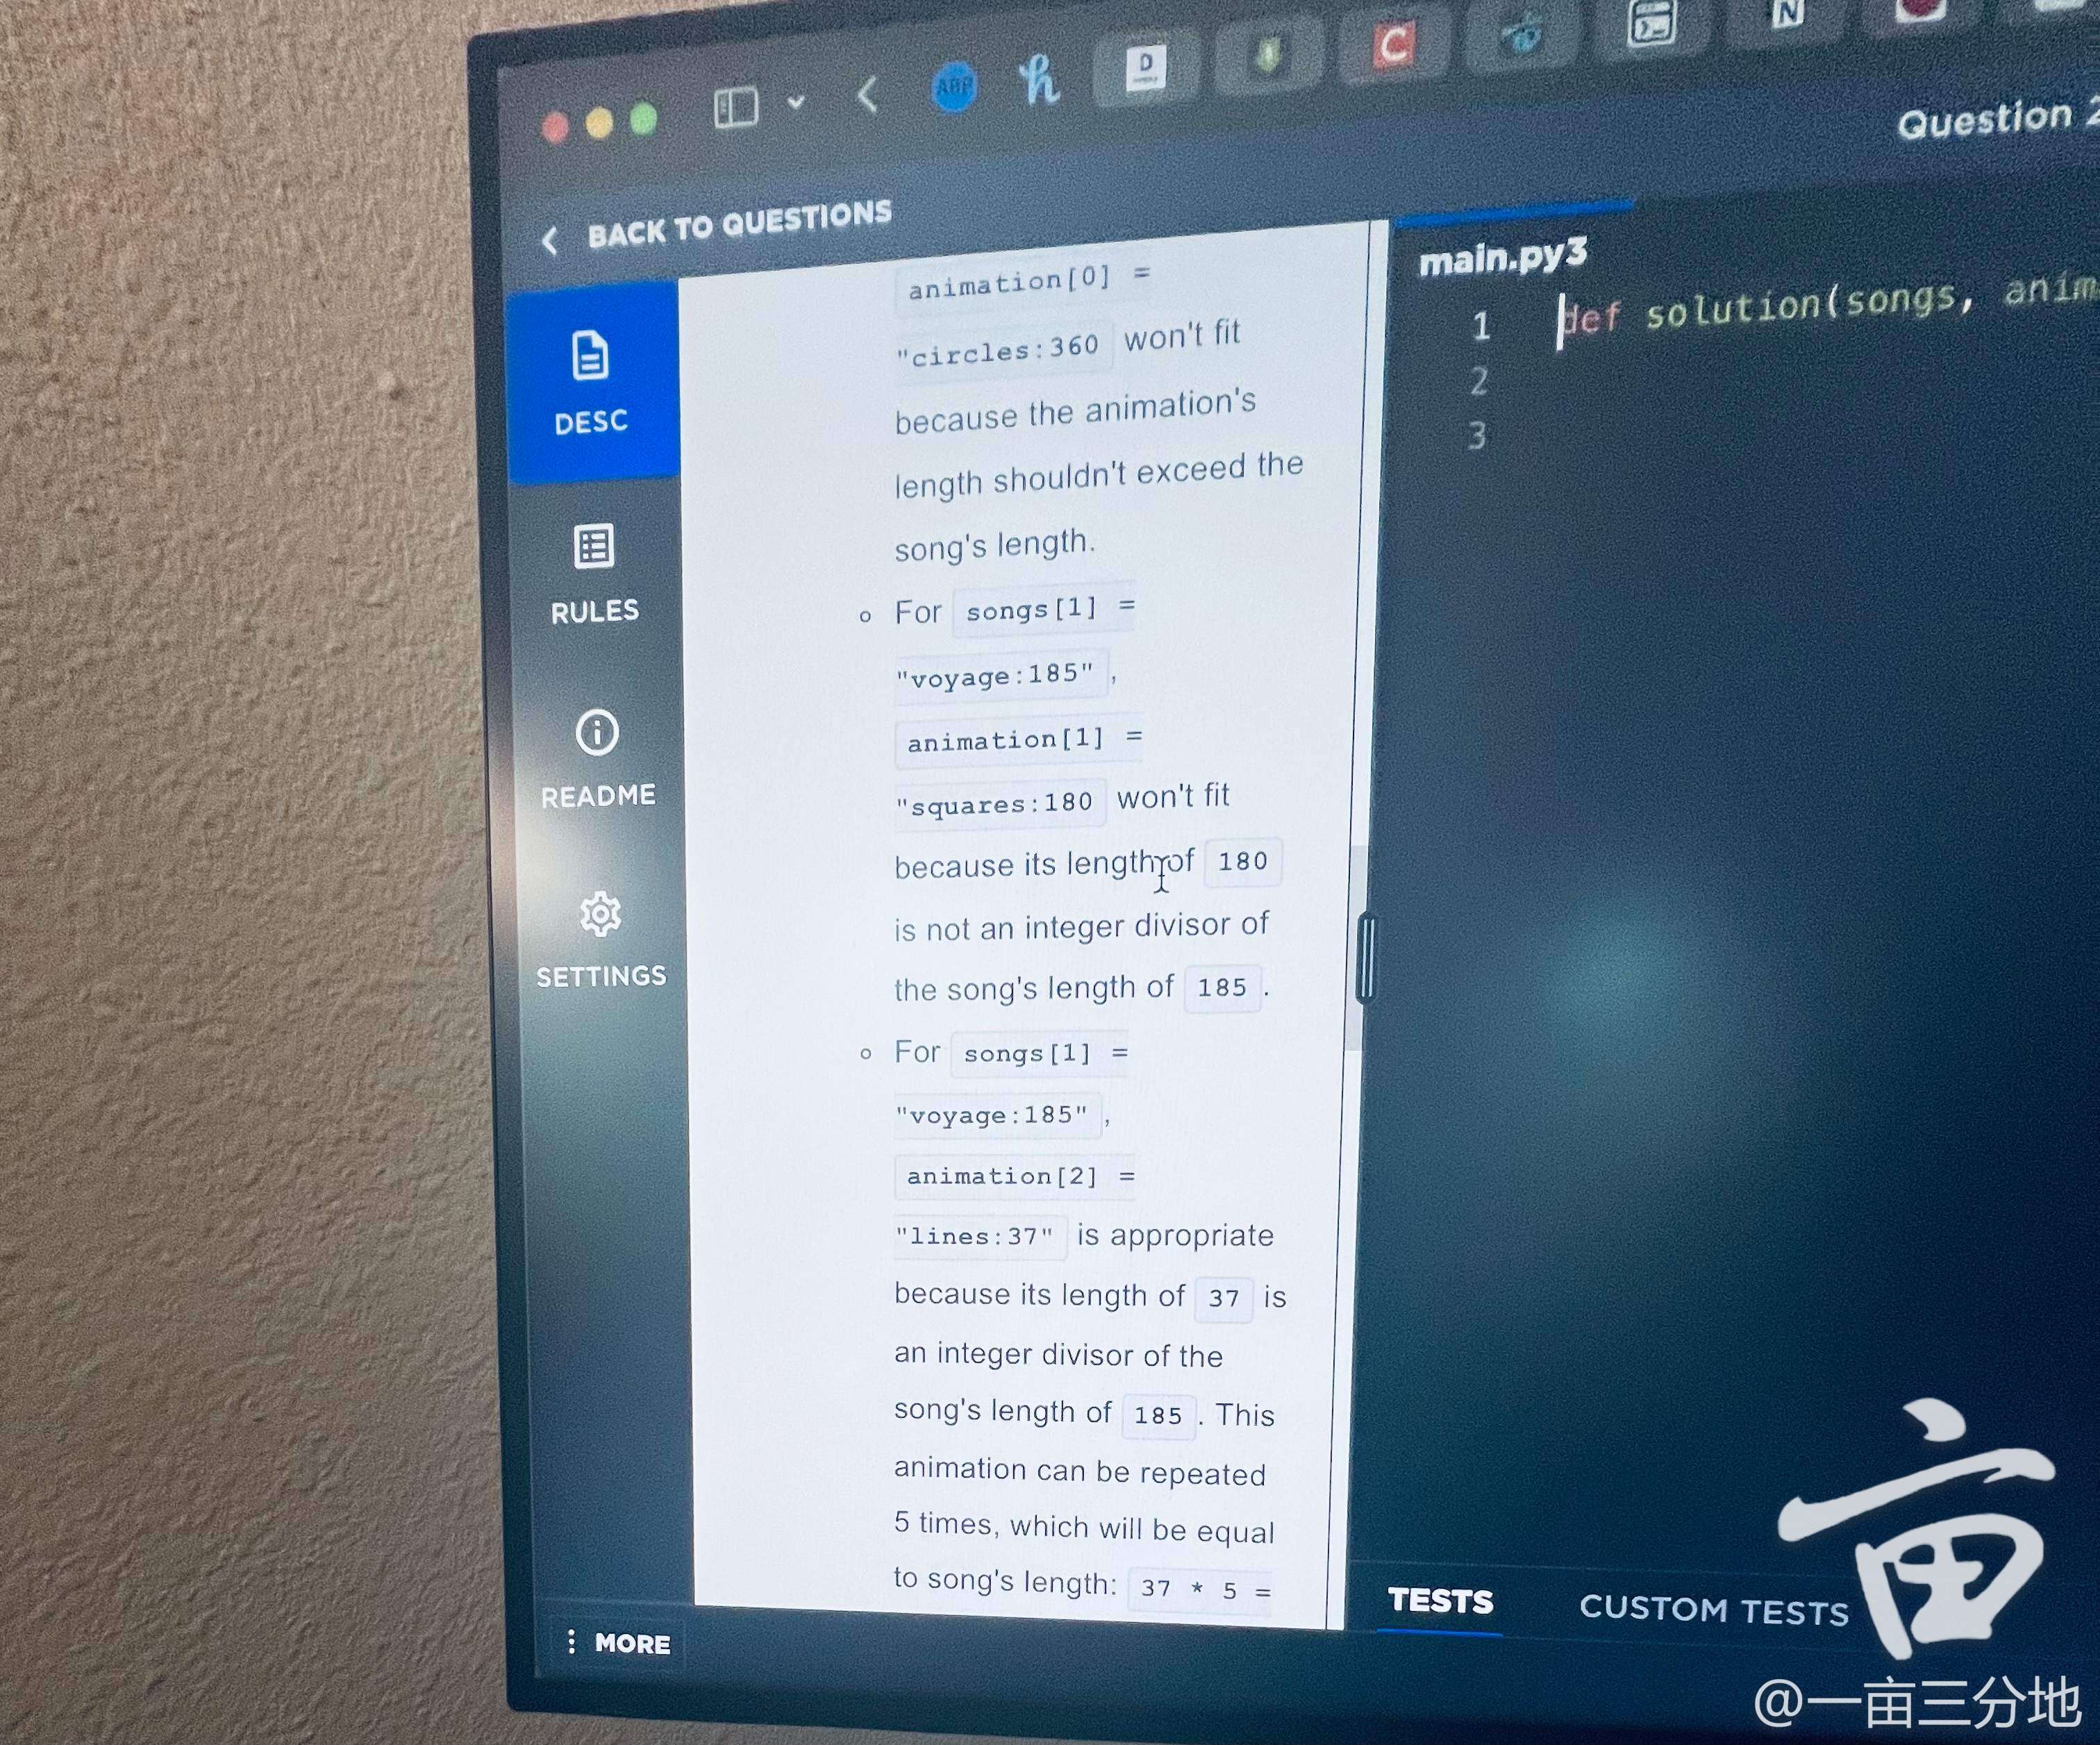 ABP
h
D
C
N
Question 2
BACK TO QUESTIONS
DESC
RULES
README
SETTINGS
MORE
animation[0] =
"circles:360 won't fit
because the animation's
length shouldn't exceed the
song's length.
For songs[1] =
"voyage:185" ,
animation[1] =
"squares:180 won't fit
because its length of 180
is not an integer divisor of
the song's length of 185 .
For songs[1] =
"voyage:185" ,
animation[2] =
"lines:37" is appropriate
because its length of 37 is
an integer divisor of the
song's length of 185 . This
animation can be repeated
5 times, which will be equal
to song's length: 37 * 5 =
main.py3
1 def solution(songs, anim
2
3
TESTS CUSTOM TESTS
亩
@一亩三分地